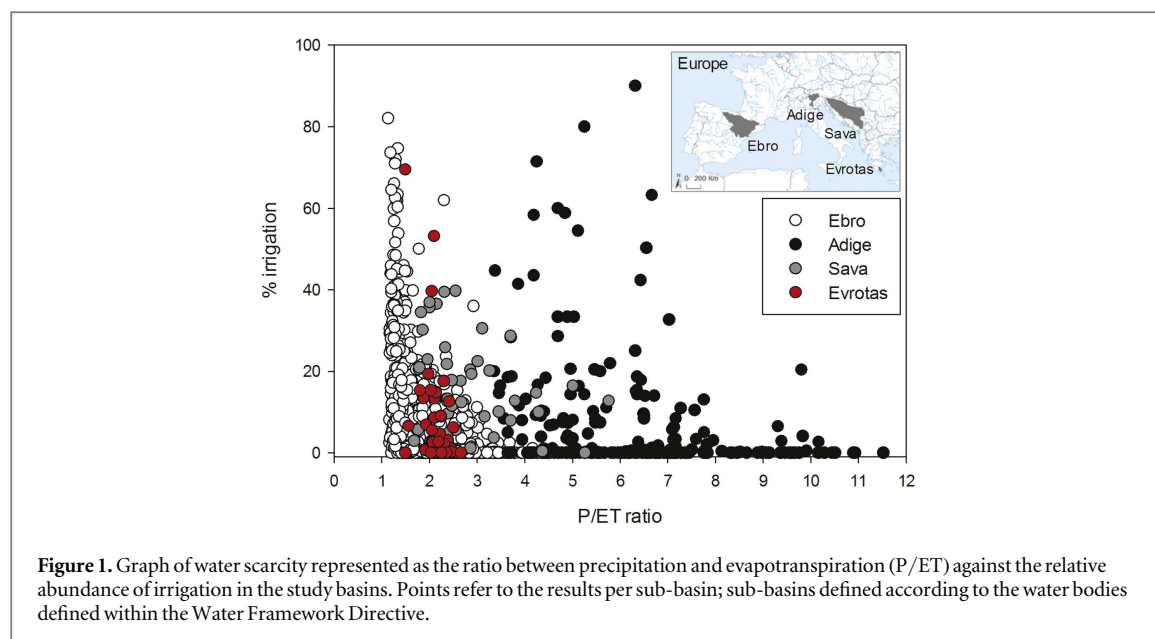 100
80
60
40
20
0
% irrigation
0 1 2 3 4 5 6 7 8 9 10 11 12
P/ET ratio
Europe
Adige
Sava
Ebro
Evrotas
N
0 200 Km
Ebro
Adige
Sava
Evrotas
Figure 1. Graph of water scarcity represented as the ratio between precipitation and evapotranspiration (P/ET) against the relative
abundance of irrigation in the study basins. Points refer to the results per sub-basin; sub-basins defined according to the water bodies
defined within the Water Framework Directive.